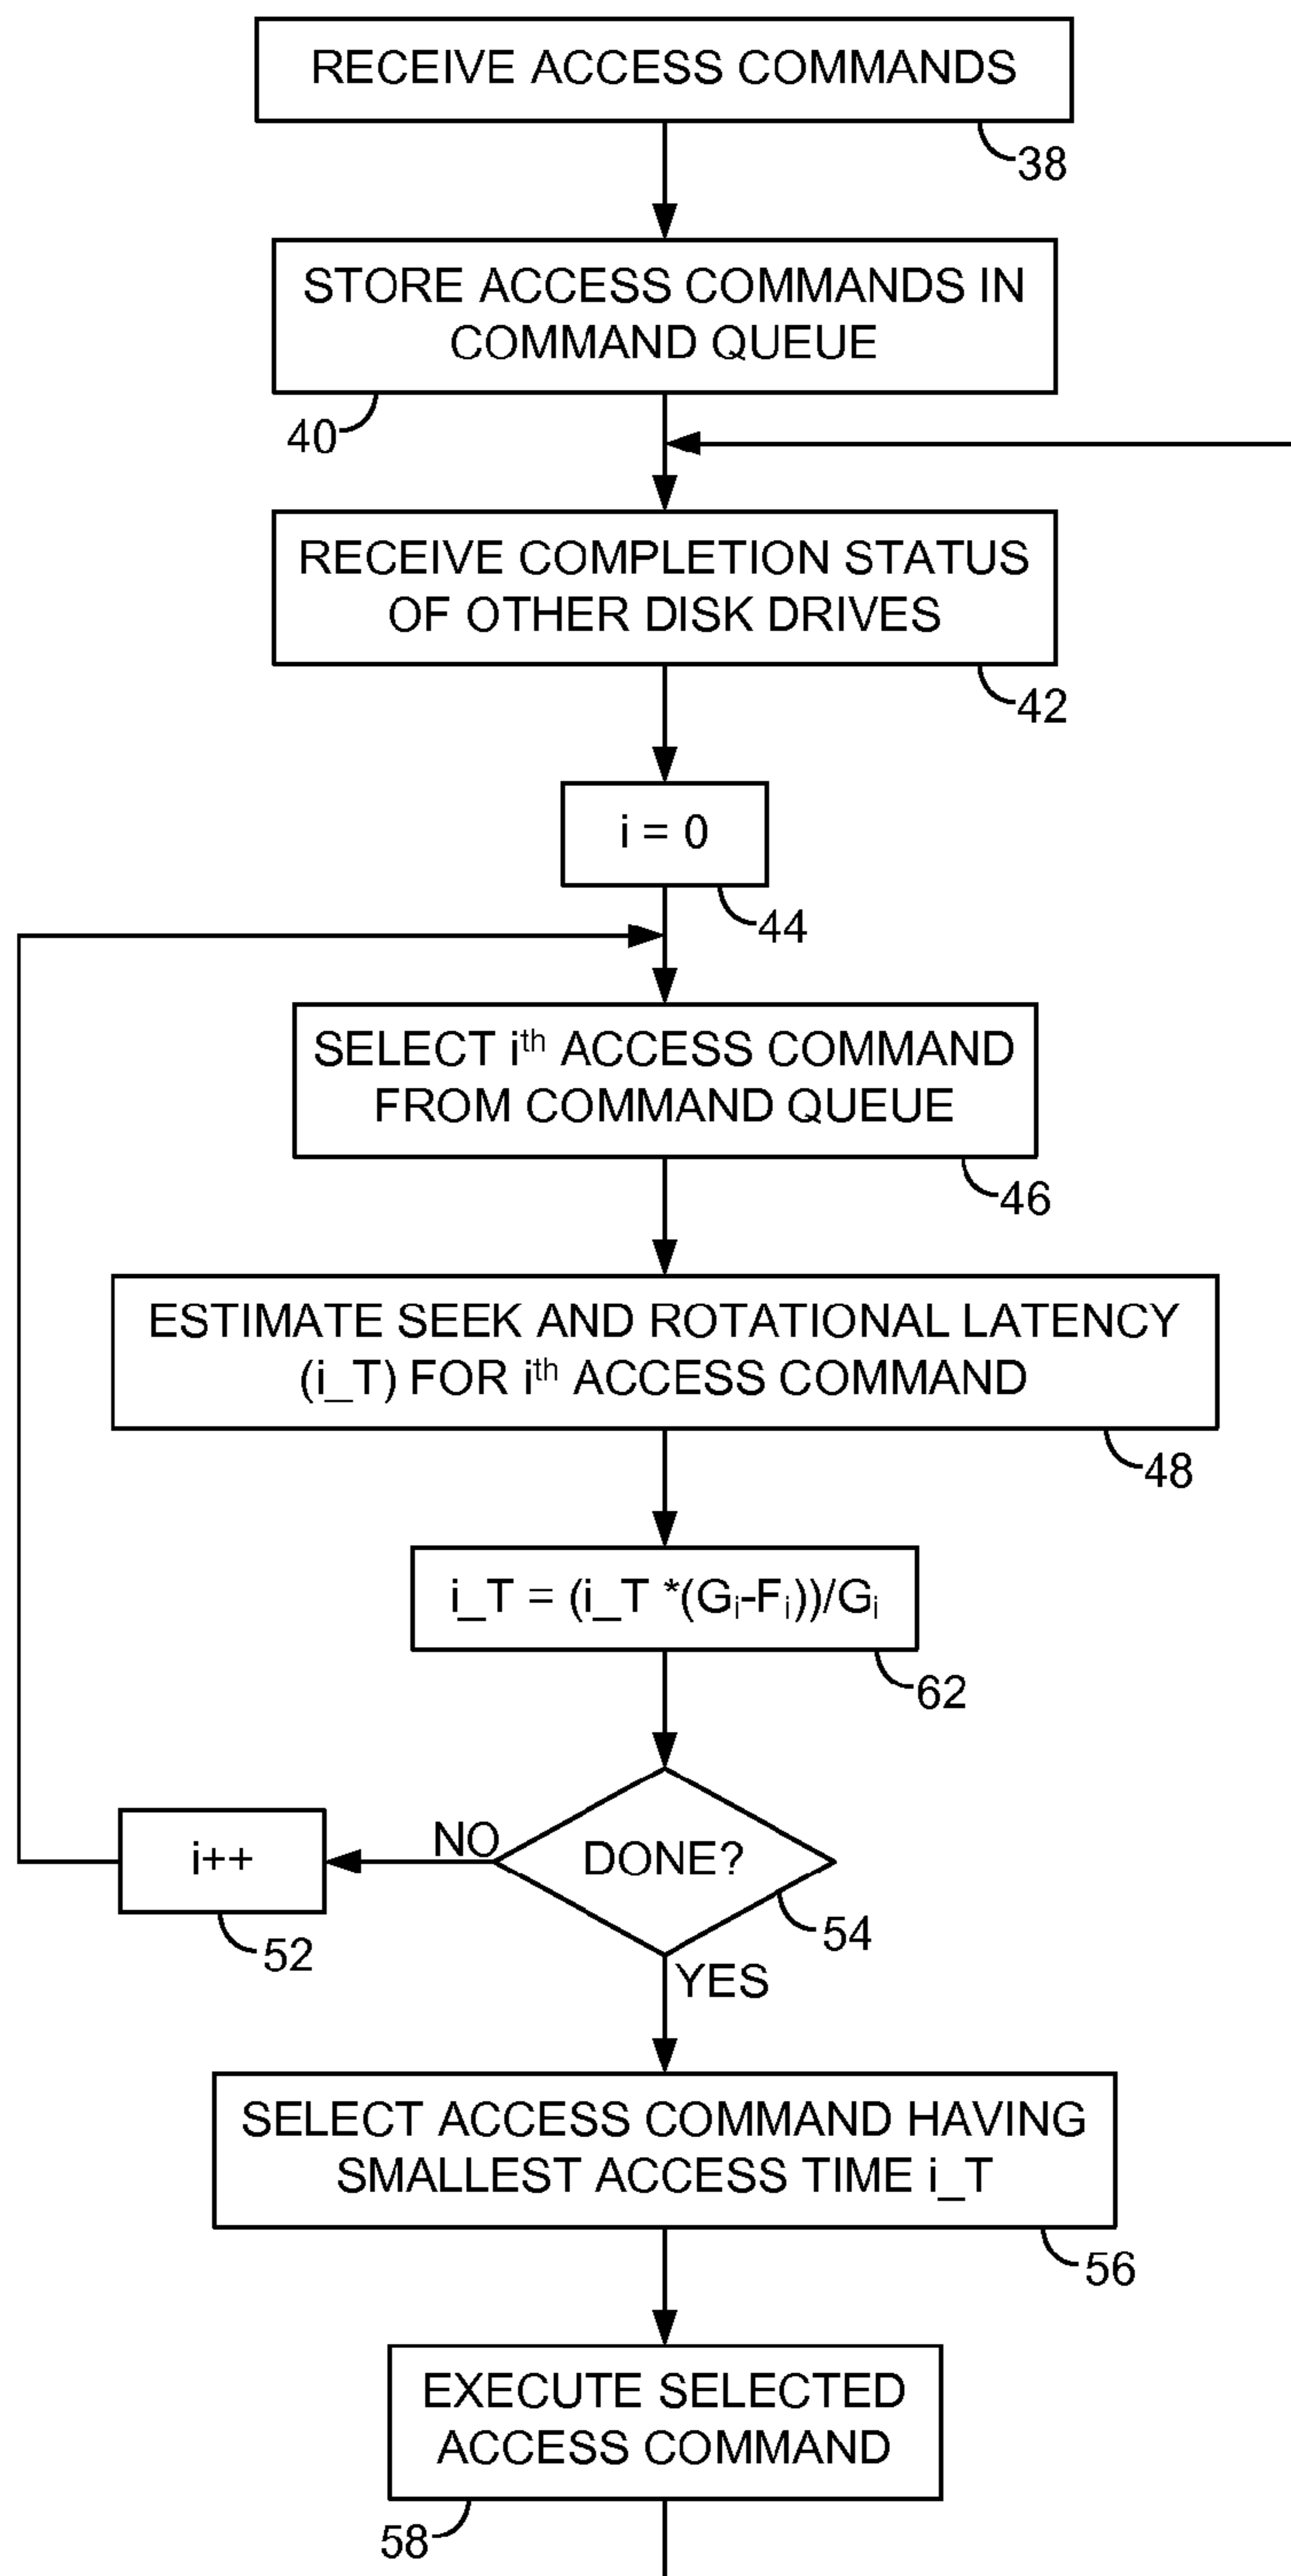 RECEIVE ACCESS COMMANDS
38
STORE ACCESS COMMANDS IN
COMMAND QUEUE
40
RECEIVE COMPLETION STATUS
OF OTHER DISK DRIVES
42
i = 0
44
SELECT ith ACCESS COMMAND
FROM COMMAND QUEUE
46
ESTIMATE SEEK AND ROTATIONAL LATENCY
(i_T) FOR ith ACCESS COMMAND
48
i_T = (i_T *(Gi-Fi))/Gi
62
NO
DONE?
i++
54
52
YES
SELECT ACCESS COMMAND HAVING
SMALLEST ACCESS TIME i_T
56
EXECUTE SELECTED
ACCESS COMMAND
58